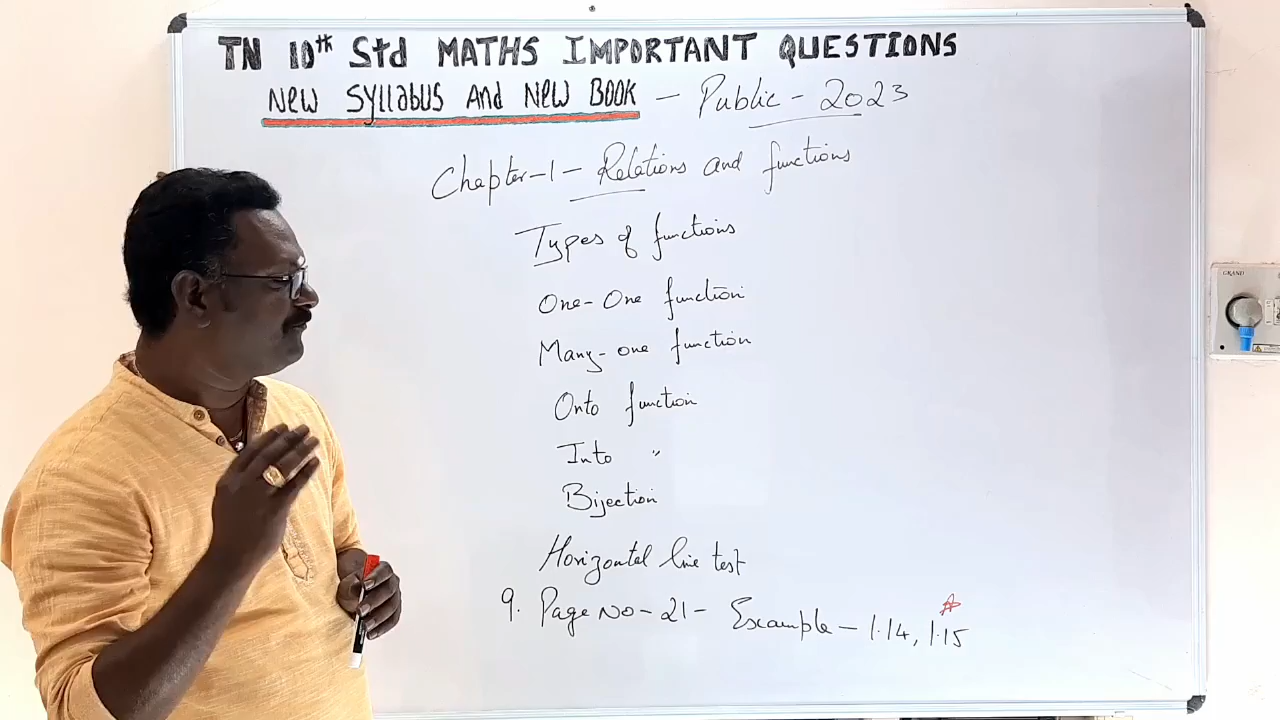 TN 10th Std MATHS IMPORTANT QUESTIONS
NEW SYllABUS AND NEW BOOK - Public - 2023
Chapter-1- Relations and functions
Types of functions
One-One function
Many-one function
Onto function
Into "
Bijection
Horizontal line test
9. Page No-21- Example - 1.14, 1.15
GRAND